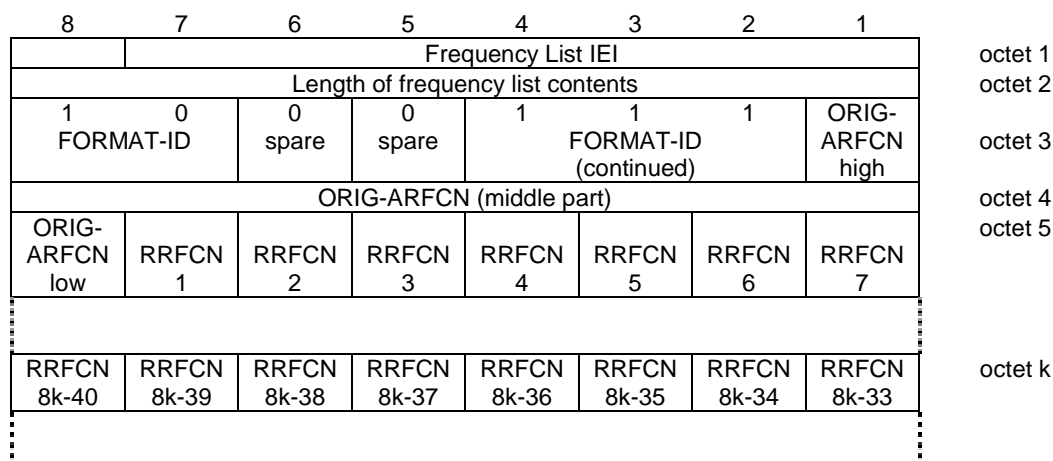 8 7 6 5 4 3 2 1
Frequency List IEI octet 1
Length of frequency list contents octet 2
1 0 0 0 1 1 1 ORIG-
FORMAT-ID spare spare FORMAT-ID ARFCN octet 3
(continued) high
ORIG-ARFCN (middle part) octet 4
ORIG- octet 5
ARFCN RRFCN RRFCN RRFCN RRFCN RRFCN RRFCN RRFCN
low 1 2 3 4 5 6 7
RRFCN RRFCN RRFCN RRFCN RRFCN RRFCN RRFCN RRFCN octet k
8k-40 8k-39 8k-38 8k-37 8k-36 8k-35 8k-34 8k-33